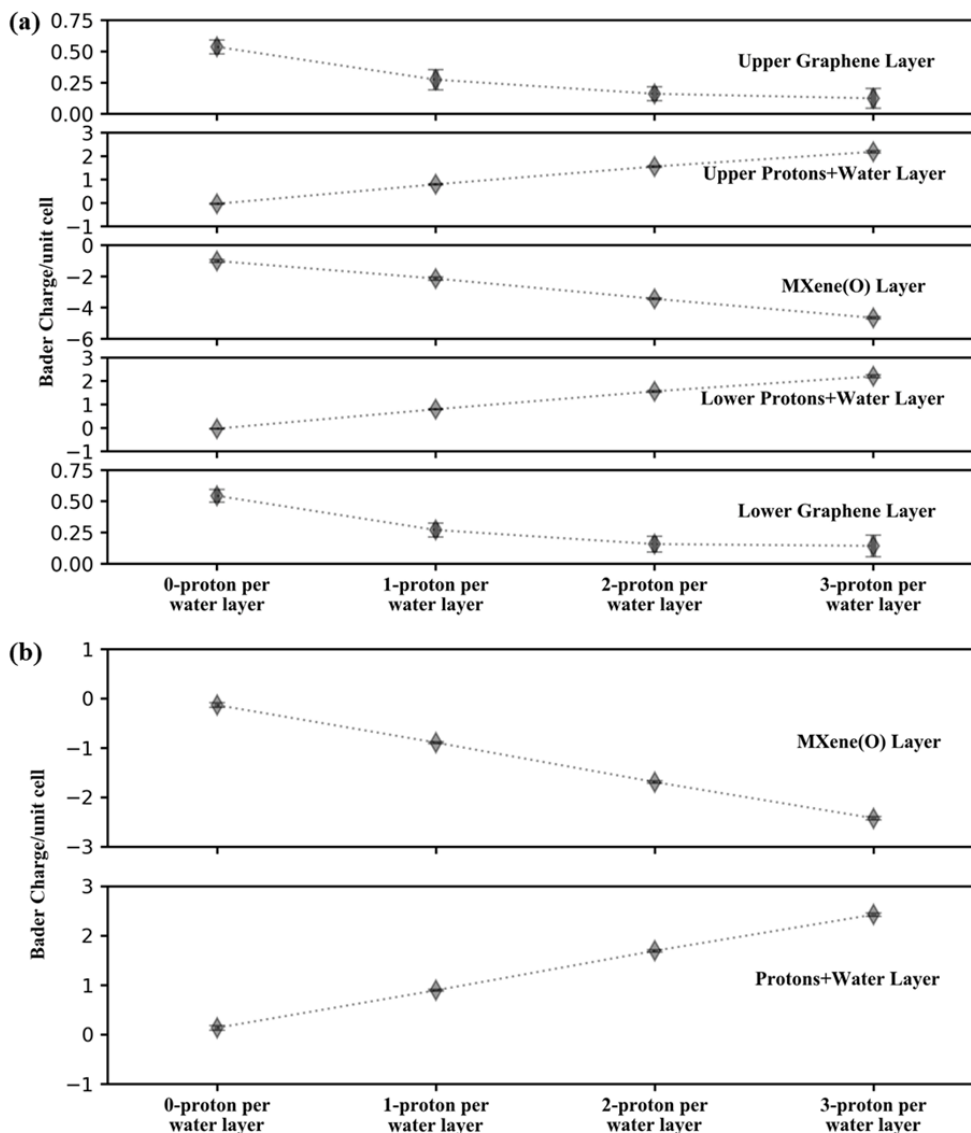 (a)
0.75
0.50
0.25
0.00
Upper Graphene Layer
3
2
1
0
−1
Upper Protons+Water Layer
0
−2
−4
−6
MXene(O) Layer
3
2
1
0
−1
Lower Protons+Water Layer
0.75
0.50
0.25
0.00
Lower Graphene Layer
Bader Charge/unit cell
0-proton per
water layer
1-proton per
water layer
2-proton per
water layer
3-proton per
water layer
(b)
1
0
−1
−2
−3
MXene(O) Layer
3
2
1
0
−1
Protons+Water Layer
Bader Charge/unit cell
0-proton per
water layer
1-proton per
water layer
2-proton per
water layer
3-proton per
water layer